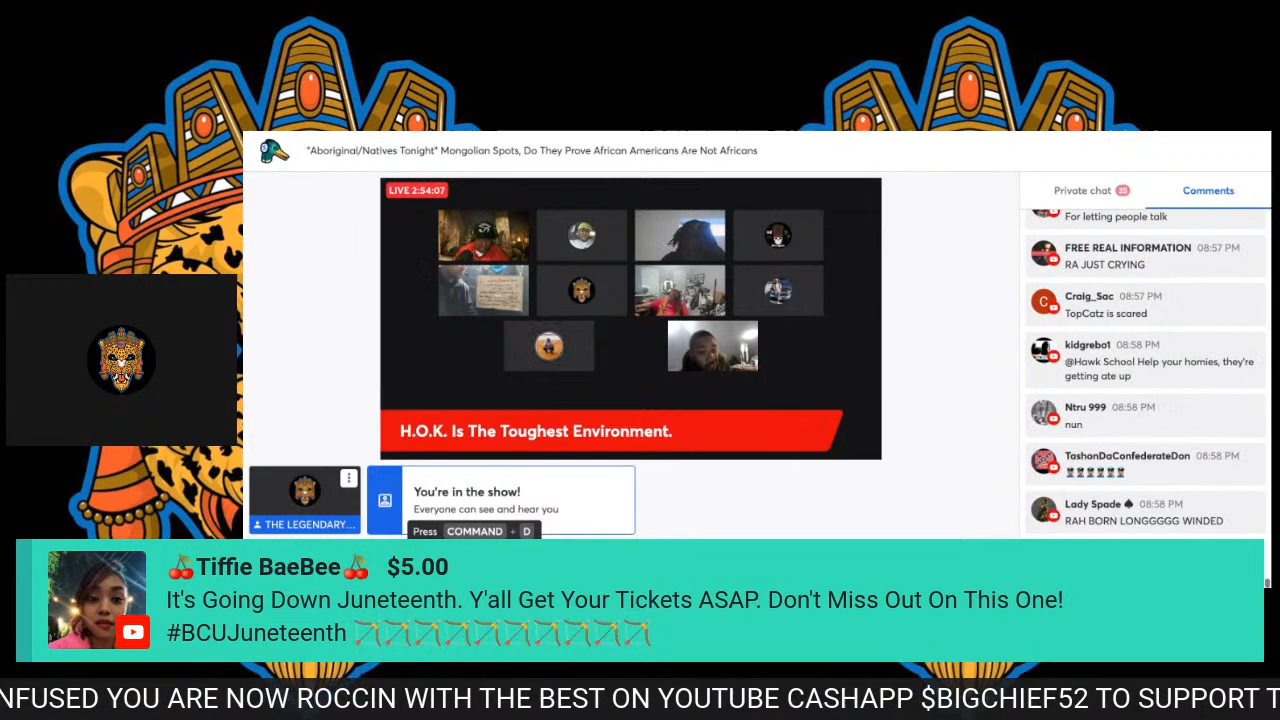 "Aboriginal/Natives Tonight" Mongolian Spots, Do They Prove African Americans Are Not Africans
LIVE 2:54:07
H.O.K. Is The Toughest Environment.
THE LEGENDARY...
You're in the show!
Everyone can see and hear you
Press COMMAND + D
Private chat 25
Comments
For letting people talk
FREE REAL INFORMATION 08:57 PM
RA JUST CRYING
C
Craig_Sac 08:57 PM
TopCatz is scared
kidgrebo1 08:58 PM
@Hawk School Help your homies, they're
getting ate up
Ntru 999 08:58 PM
nun
TashonDaConfederateDon 08:58 PM
Lady Spade ♠ 08:58 PM
RAH BORN LONGGGGG WINDED
🍒Tiffie BaeBee🍒 $5.00
It's Going Down Juneteenth. Y'all Get Your Tickets ASAP. Don't Miss Out On This One!
#BCUJuneteenth 🏹🏹🏹🏹🏹🏹🏹🏹🏹🏹
NFUSED YOU ARE NOW ROCCIN WITH THE BEST ON YOUTUBE CASHAPP $BIGCHIEF52 TO SUPPORT T